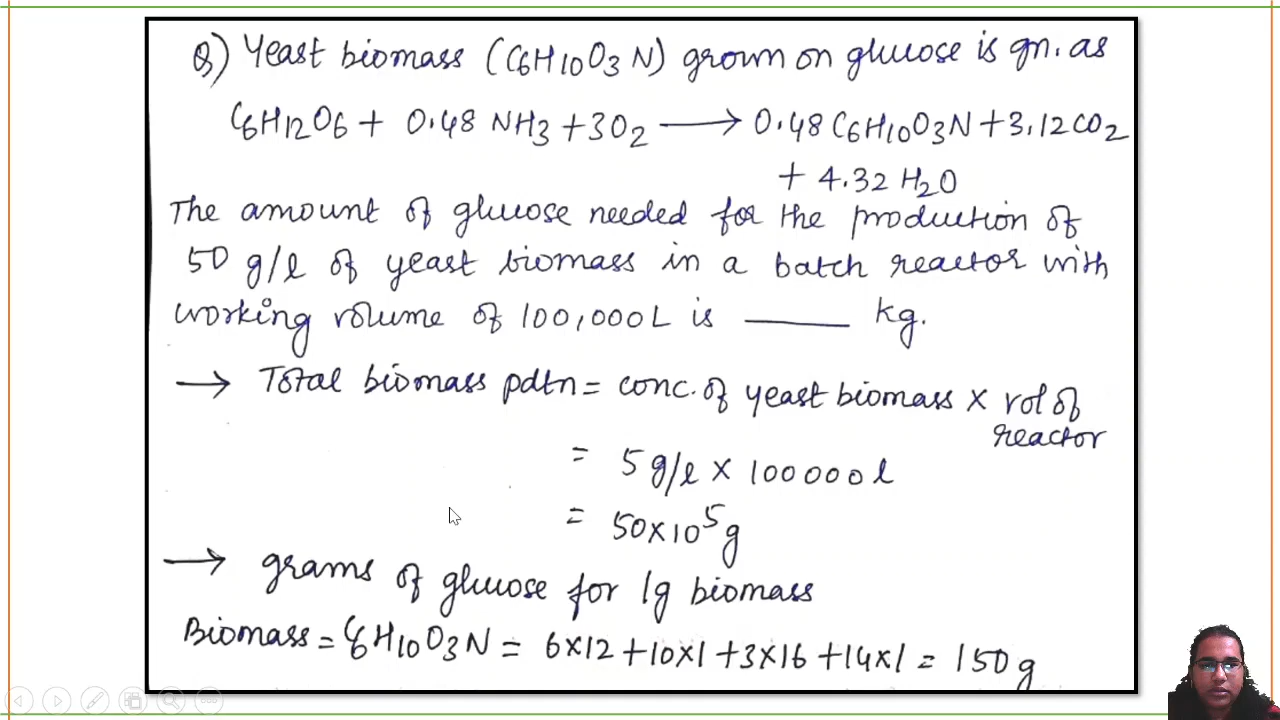 Q) Yeast biomass (C6H10O3N) grown on glucose is gn. as
C6H12O6 + 0.48 NH3 + 3O2 ⟶ 0.48 C6H10O3N + 3.12 CO2
+ 4.32 H2O
The amount of glucose needed for the production of
50 g/l of yeast biomass in a batch reactor with
working volume of 100,000L is ______ kg.
→ Total biomass pdtn = conc. of yeast biomass × vol of
reactor
= 5 g/l × 100000 l
= 50×10^5 g
→ grams of glucose for 1g biomass
Biomass = C6H10O3N = 6×12 + 10×1 + 3×16 + 14×1 = 150 g